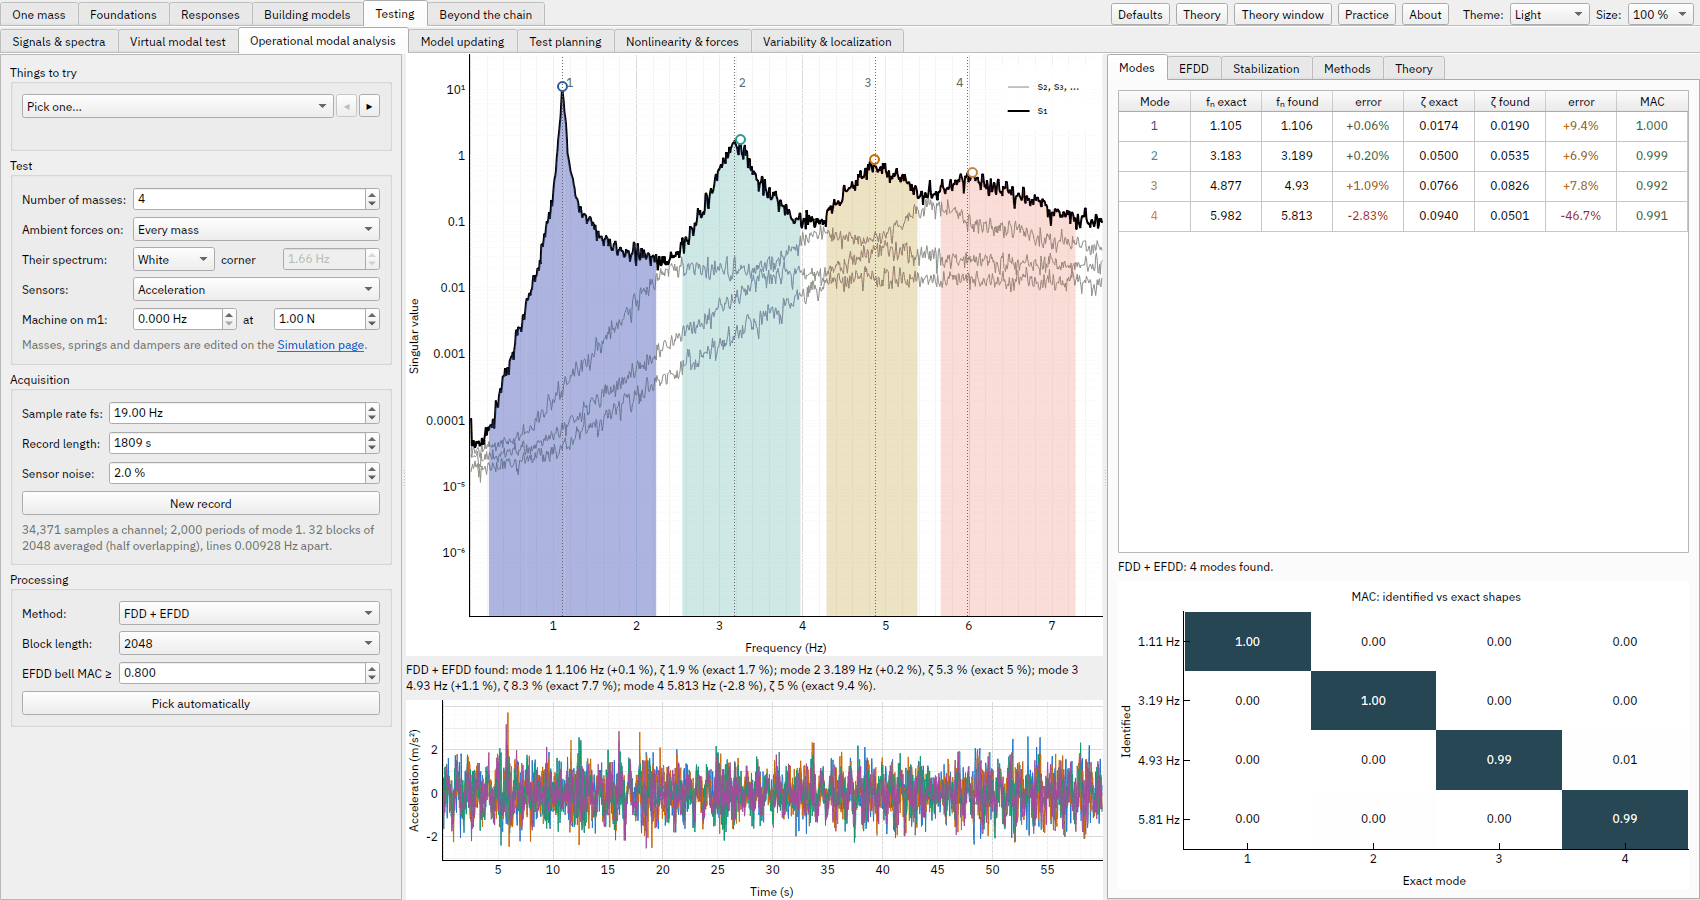 One mass Foundations Responses Building models Testing Beyond the chain Defaults Theory Theory window Practice About Theme: Light Size: 100 %
Signals & spectra Virtual modal test Operational modal analysis Model updating Test planning Nonlinearity & forces Variability & localization
Things to try
Pick one...
Test
Number of masses: 4
Ambient forces on: Every mass
Their spectrum: White corner 1.66 Hz
Sensors: Acceleration
Machine on m1: 0.000 Hz at 1.00 N
Masses, springs and dampers are edited on the Simulation page.
Acquisition
Sample rate fs: 19.00 Hz
Record length: 1809 s
Sensor noise: 2.0 %
New record
34,371 samples a channel; 2,000 periods of mode 1. 32 blocks of
2048 averaged (half overlapping), lines 0.00928 Hz apart.
Processing
Method: FDD + EFDD
Block length: 2048
EFDD bell MAC ≥ 0.800
Pick automatically
1 2 3 4
s₂, s₃, ...
s₁
Singular value
10¹
1
0.1
0.01
0.001
0.0001
10⁻⁵
10⁻⁶
1 2 3 4 5 6 7
Frequency (Hz)
FDD + EFDD found: mode 1 1.106 Hz (+0.1 %), ζ 1.9 % (exact 1.7 %); mode 2 3.189 Hz (+0.2 %), ζ 5.3 % (exact 5 %); mode 3
4.93 Hz (+1.1 %), ζ 8.3 % (exact 7.7 %); mode 4 5.813 Hz (-2.8 %), ζ 5 % (exact 9.4 %).
Acceleration (m/s²)
2
0
-2
5 10 15 20 25 30 35 40 45 50 55
Time (s)
Modes EFDD Stabilization Methods Theory
Mode fₙ exact fₙ found error ζ exact ζ found error MAC
1 1.105 1.106 +0.06% 0.0174 0.0190 +9.4% 1.000
2 3.183 3.189 +0.20% 0.0500 0.0535 +6.9% 0.999
3 4.877 4.93 +1.09% 0.0766 0.0826 +7.8% 0.992
4 5.982 5.813 -2.83% 0.0940 0.0501 -46.7% 0.991
FDD + EFDD: 4 modes found.
MAC: identified vs exact shapes
Identified
1.11 Hz 1.00 0.00 0.00 0.00
3.19 Hz 0.00 1.00 0.00 0.00
4.93 Hz 0.00 0.00 0.99 0.01
5.81 Hz 0.00 0.00 0.00 0.99
1 2 3 4
Exact mode